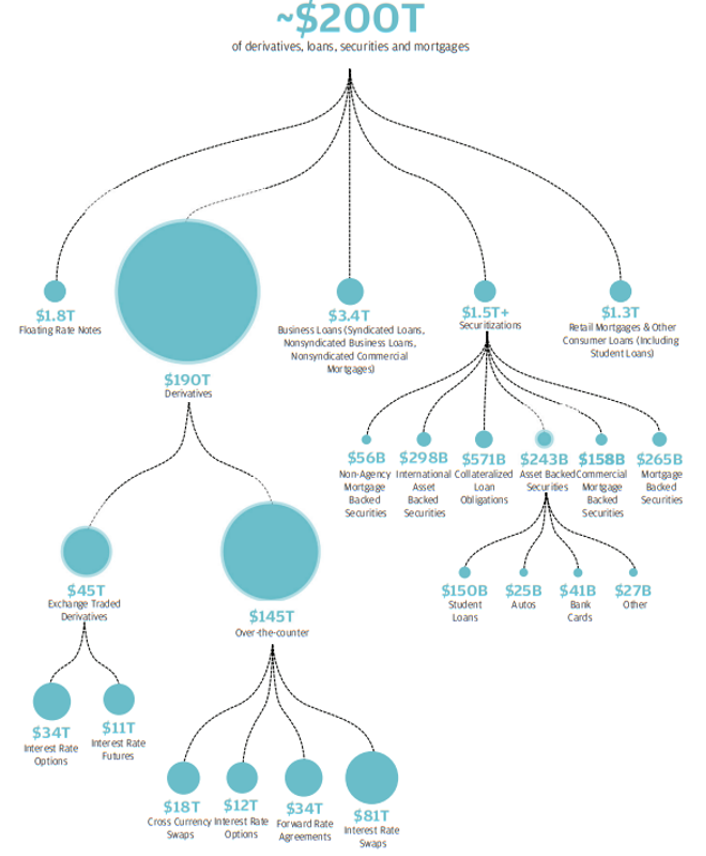 ~$200T
of derivatives, loans, securities and mortgages
$1.8T
Floating Rate Notes
$190T
Derivatives
$3.4T
Business Loans (Syndicated Loans,
Nonsyndicated Business Loans,
Nonsyndicated Commercial
Mortgages)
$1.5T+
Securitizations
$1.3T
Retail Mortgages & Other
Consumer Loans (Including
Student Loans)
$56B
Non-Agency
Mortgage
Backed
Securities
$298B
International
Asset
Backed
Securities
$571B
Collateralized
Loan
Obligations
$243B
Asset Backed
Securities
$158B
Commercial
Mortgage
Backed
Securities
$265B
Mortgage
Backed
Securities
$150B
Student
Loans
$25B
Autos
$41B
Bank
Cards
$27B
Other
$45T
Exchange Traded
Derivatives
$145T
Over-the-counter
$34T
Interest Rate
Options
$11T
Interest Rate
Futures
$18T
Cross Currency
Swaps
$12T
Interest Rate
Options
$34T
Forward Rate
Agreements
$81T
Interest Rate
Swaps